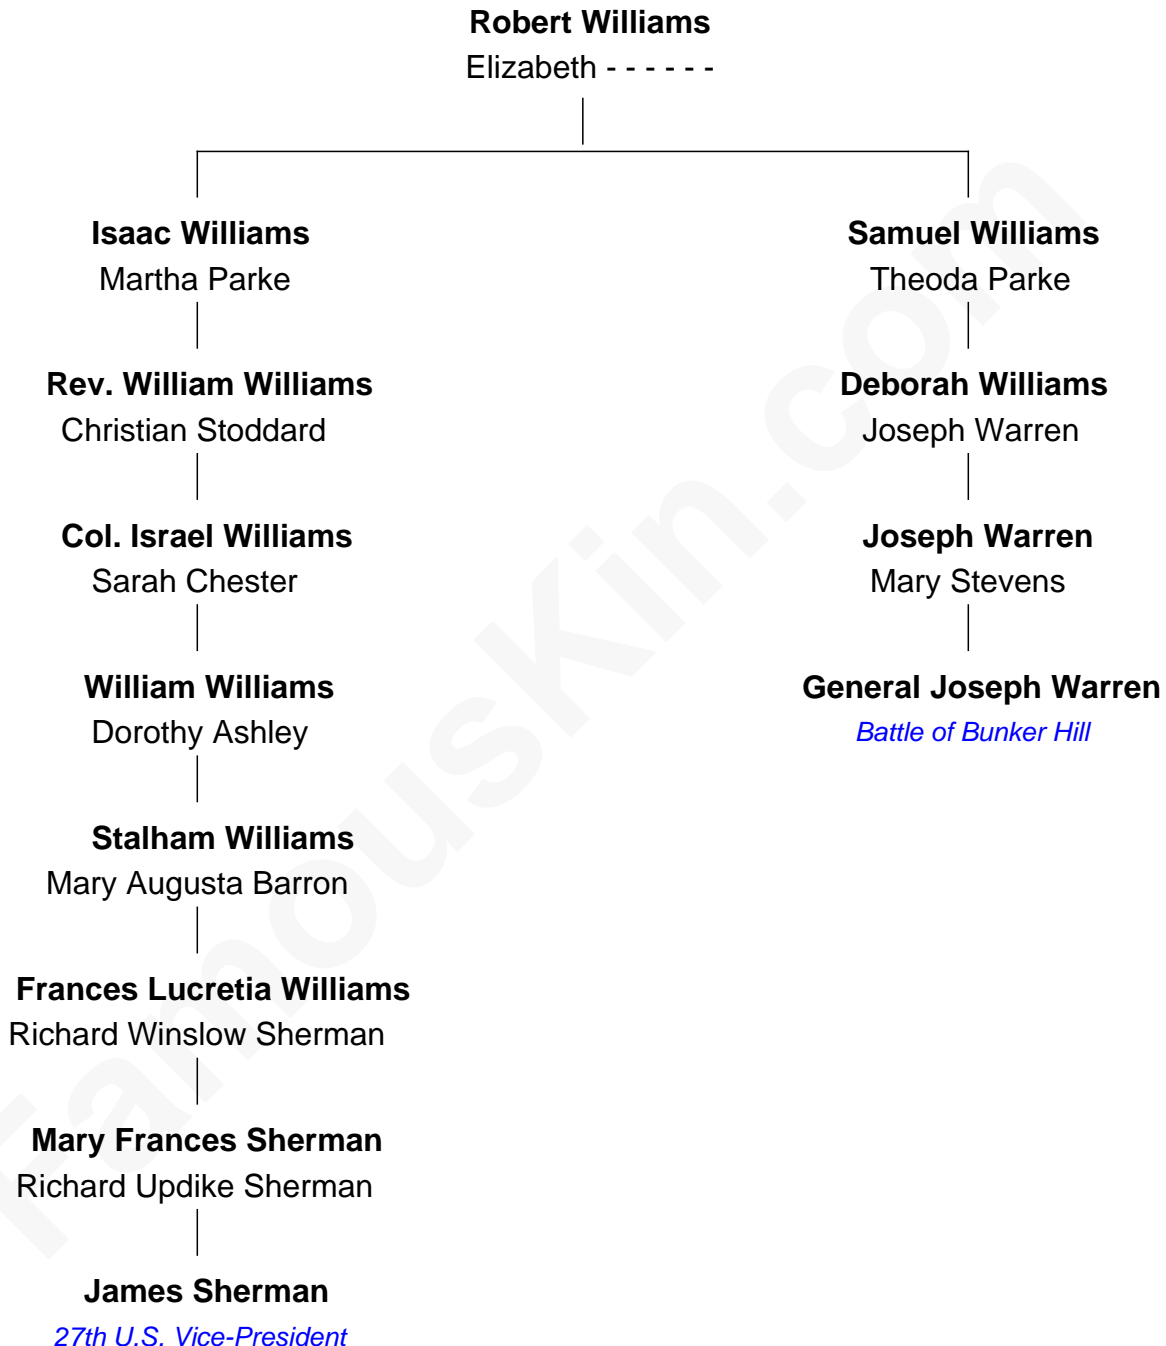 Robert Williams
Elizabeth - - - - - -
Isaac Williams
Martha Parke
Rev. William Williams
Christian Stoddard
Col. Israel Williams
Sarah Chester
William Williams
Dorothy Ashley
Stalham Williams
Mary Augusta Barron
Frances Lucretia Williams
Richard Winslow Sherman
Mary Frances Sherman
Richard Updike Sherman
James Sherman
27th U.S. Vice-President
Samuel Williams
Theoda Parke
Deborah Williams
Joseph Warren
Joseph Warren
Mary Stevens
General Joseph Warren
Battle of Bunker Hill
FamousKin.com